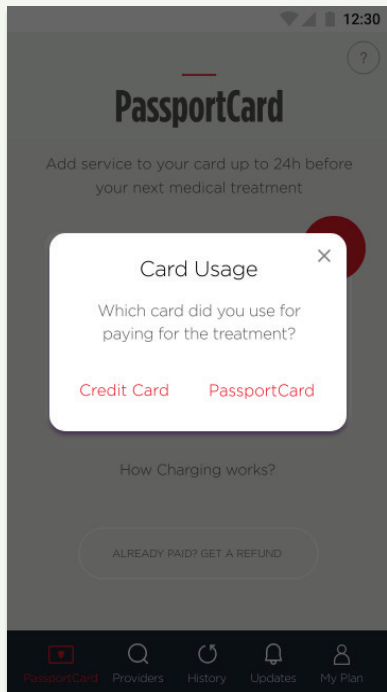 12:30
?
PassportCard
Add service to your card up to 24h before
your next medical treatment
Card Usage
Which card did you use for
paying for the treatment?
Credit Card PassportCard
How Charging works?
ALREADY PAID? GET A REFUND
PassportCard Providers History Updates My Plan